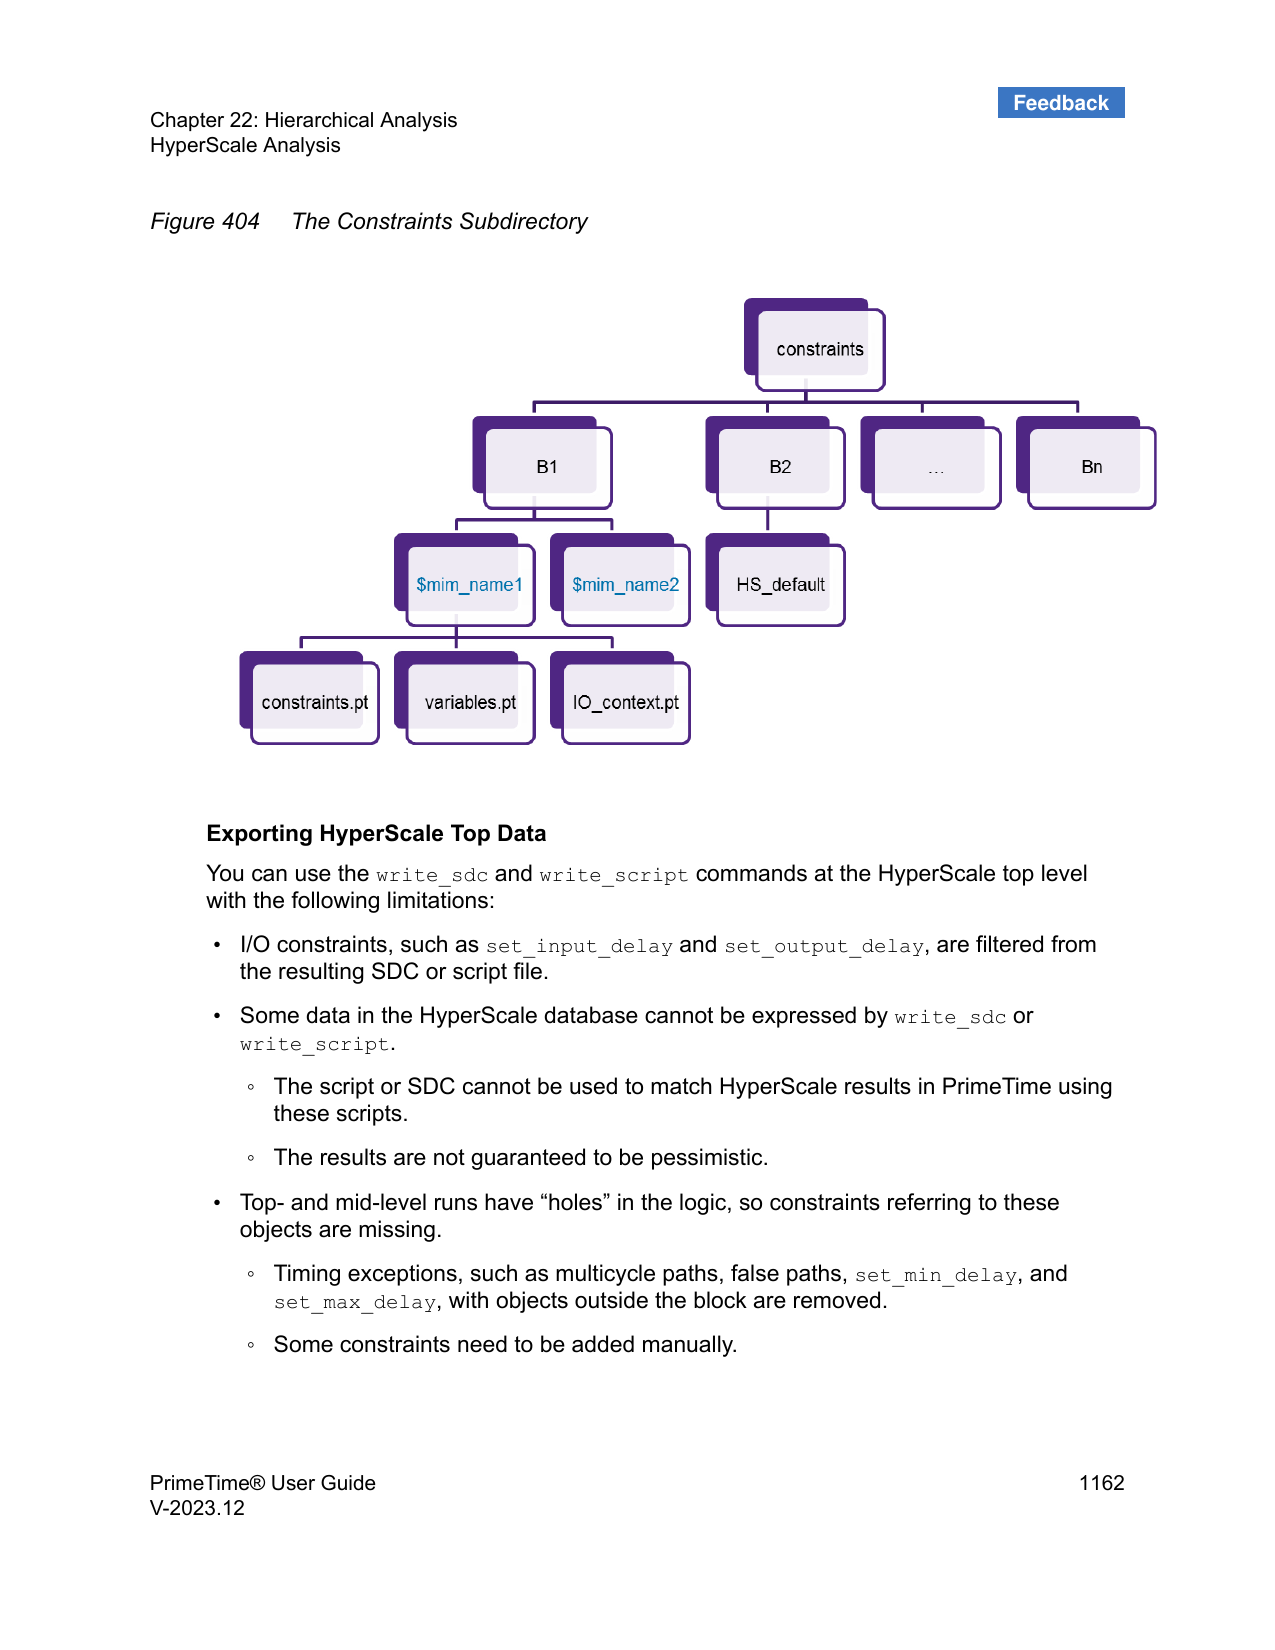 Feedback
Chapter 22: Hierarchical Analysis
HyperScale Analysis
Figure 404 The Constraints Subdirectory
constraints
B1
B2
...
Bn
$mim_name1
$mim_name2
HS_default
constraints.pt
variables.pt
IO_context.pt
Exporting HyperScale Top Data
You can use the write_sdc and write_script commands at the HyperScale top level
with the following limitations:
• I/O constraints, such as set_input_delay and set_output_delay, are filtered from
the resulting SDC or script file.
• Some data in the HyperScale database cannot be expressed by write_sdc or
write_script.
◦ The script or SDC cannot be used to match HyperScale results in PrimeTime using
these scripts.
◦ The results are not guaranteed to be pessimistic.
• Top- and mid-level runs have “holes” in the logic, so constraints referring to these
objects are missing.
◦ Timing exceptions, such as multicycle paths, false paths, set_min_delay, and
set_max_delay, with objects outside the block are removed.
◦ Some constraints need to be added manually.
PrimeTime® User Guide 1162
V-2023.12